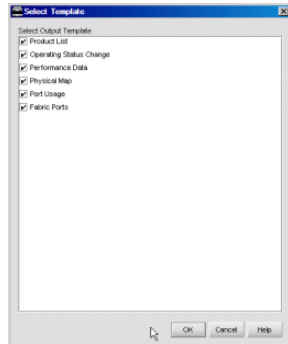 Select Template
Select Output Template
Product List
Operating Status Change
Performance Data
Physical Map
Port Usage
Fabric Ports
OK Cancel Help